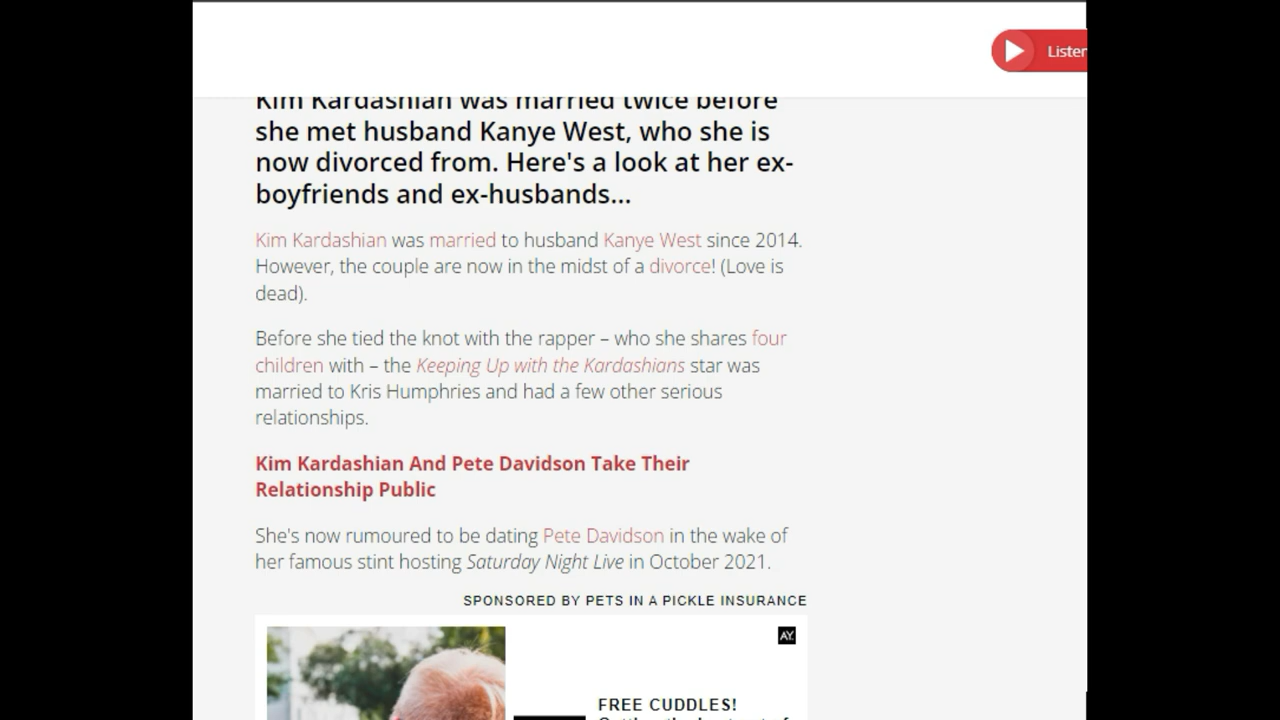 Listen
Kim Kardashian was married twice before
she met husband Kanye West, who she is
now divorced from. Here's a look at her ex-
boyfriends and ex-husbands...
Kim Kardashian was married to husband Kanye West since 2014.
However, the couple are now in the midst of a divorce! (Love is
dead).
Before she tied the knot with the rapper – who she shares four
children with – the Keeping Up with the Kardashians star was
married to Kris Humphries and had a few other serious
relationships.
Kim Kardashian And Pete Davidson Take Their
Relationship Public
She's now rumoured to be dating Pete Davidson in the wake of
her famous stint hosting Saturday Night Live in October 2021.
SPONSORED BY PETS IN A PICKLE INSURANCE
AY.
FREE CUDDLES!